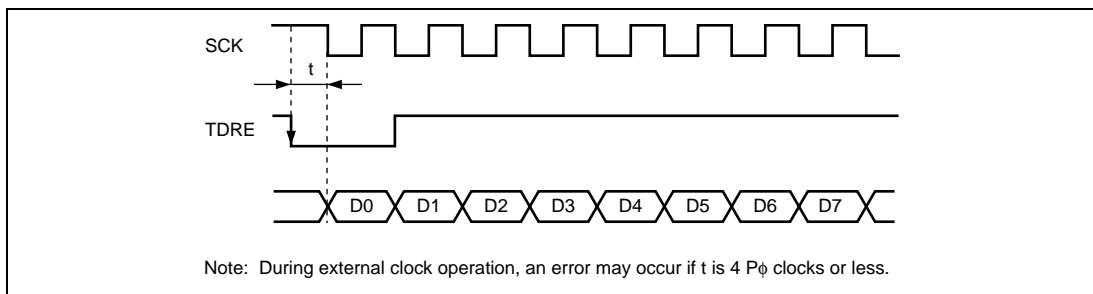 SCK
t
TDRE
D0 D1 D2 D3 D4 D5 D6 D7
Note: During external clock operation, an error may occur if t is 4 Pϕ clocks or less.